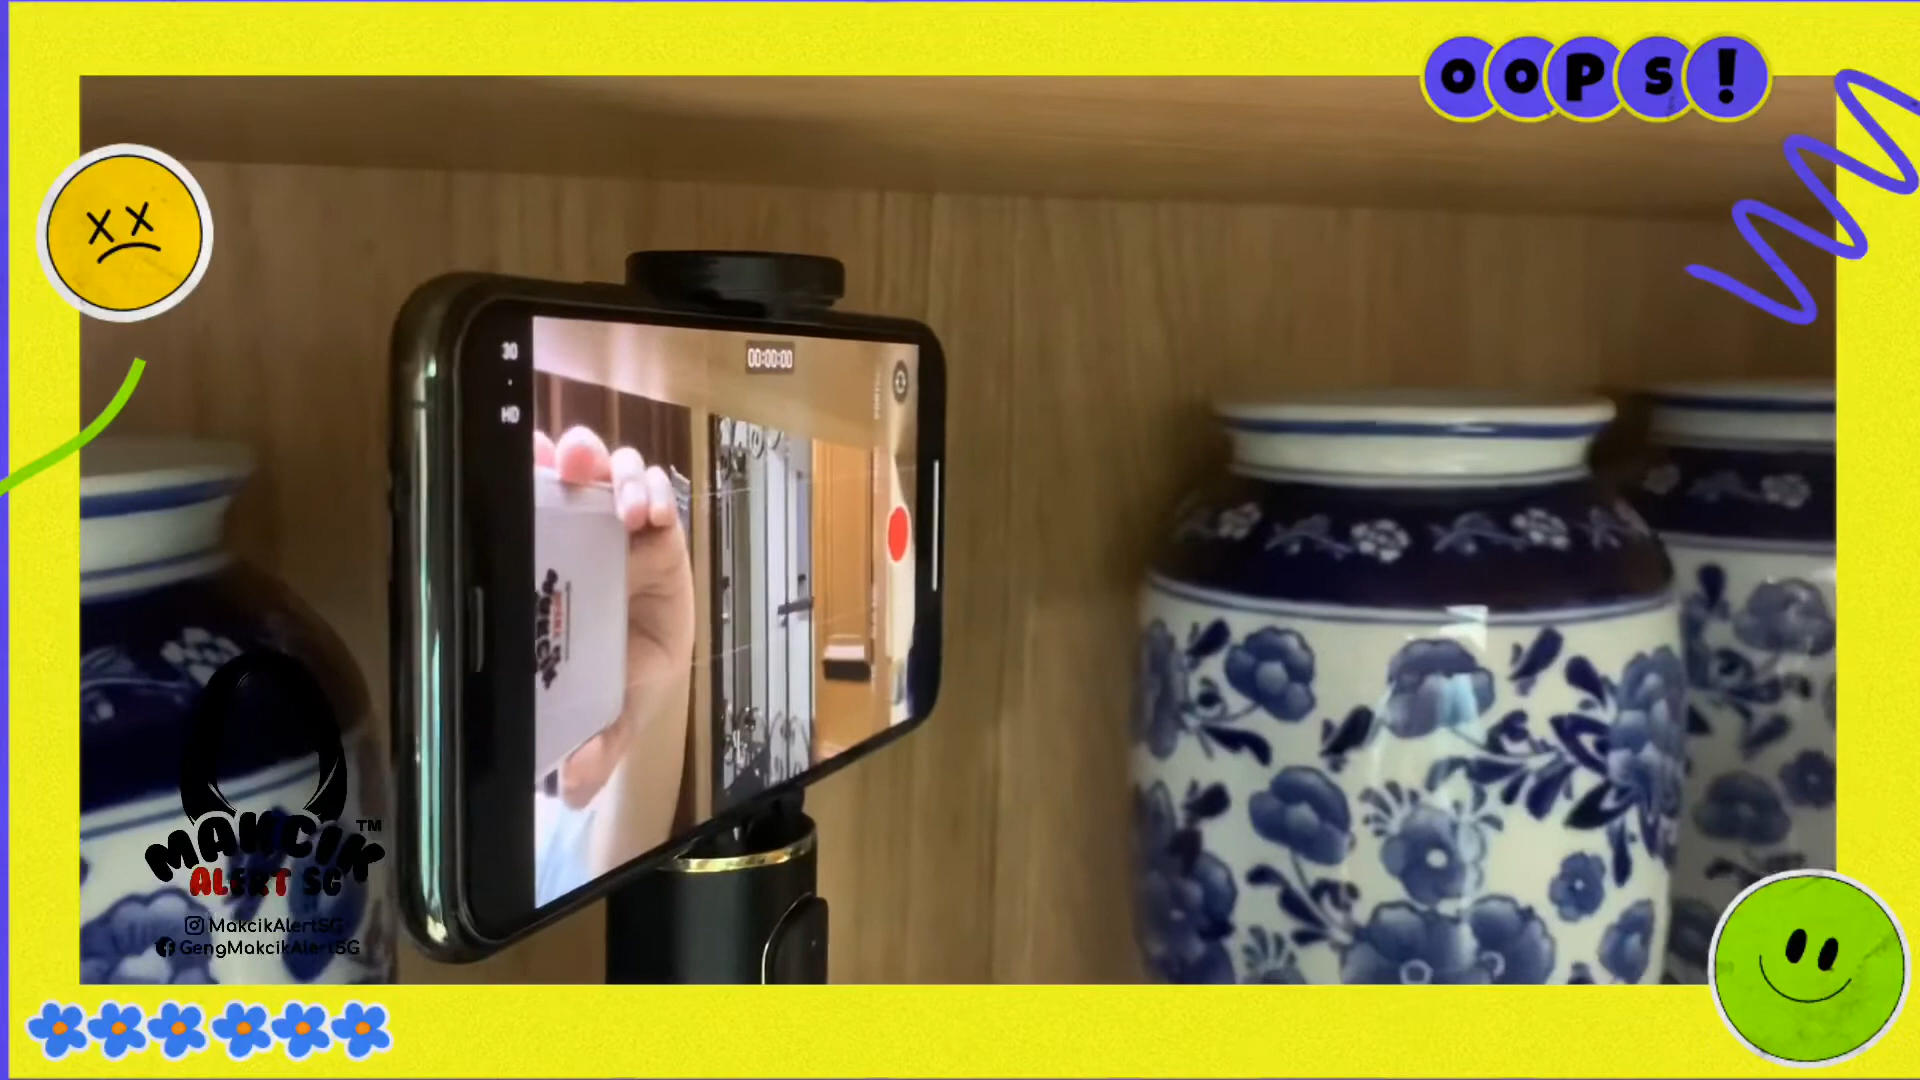 oops!
30
HD
00:00:00
MAKCIK™
ALERT SG
MakcikAlertSG
GengMakcikAlertSG